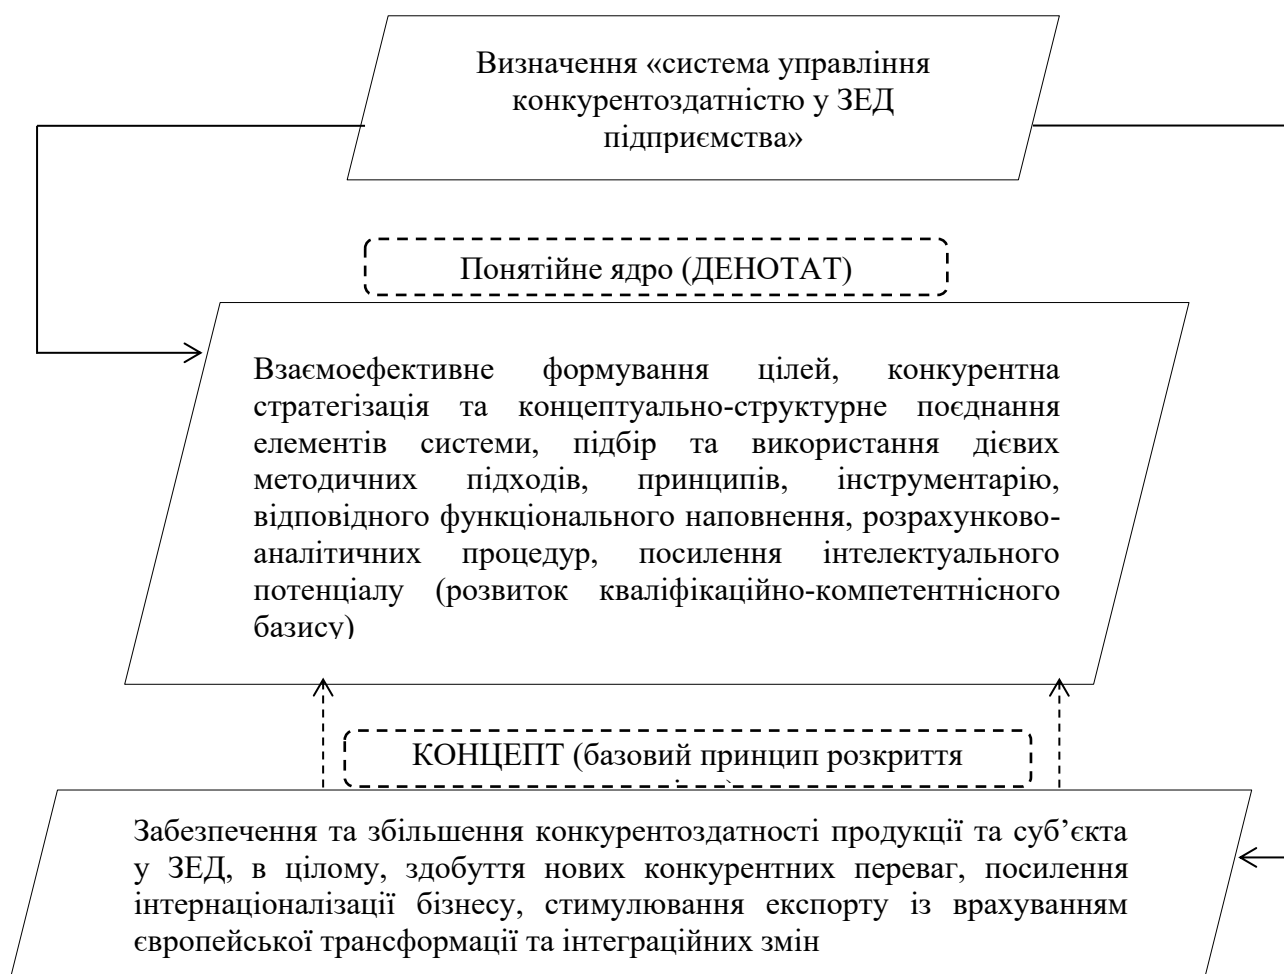 Визначення «система управління
конкурентоздатністю у ЗЕД
підприємства»
Понятійне ядро (ДЕНОТАТ)
Взаємоефективне формування цілей, конкурентна
стратегізація та концептуально-структурне поєднання
елементів системи, підбір та використання дієвих
методичних підходів, принципів, інструментарію,
відповідного функціонального наповнення, розрахунково-
аналітичних процедур, посилення інтелектуального
потенціалу (розвиток кваліфікаційно-компетентнісного
базису)
КОНЦЕПТ (базовий принцип розкриття
Забезпечення та збільшення конкурентоздатності продукції та суб’єкта
у ЗЕД, в цілому, здобуття нових конкурентних переваг, посилення
інтернаціоналізації бізнесу, стимулювання експорту із врахуванням
європейської трансформації та інтеграційних змін